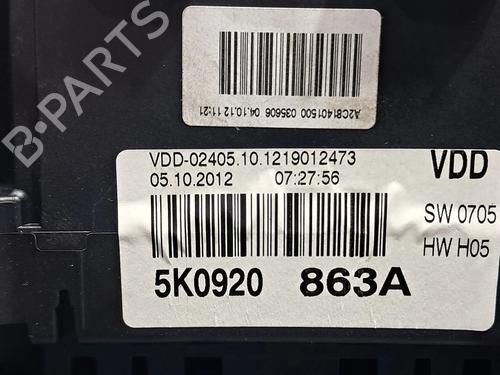 A2C81401500 035606 04.10.12 11:21
VDD-02405.10.1219012473
VDD
05.10.2012 07:27:56
SW 0705
HW H05
5K0920 863A
B-PARTS